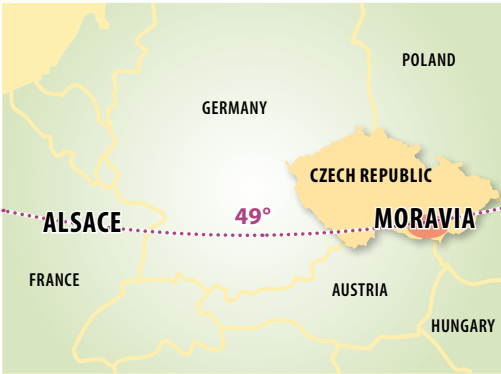 POLAND
GERMANY
CZECH REPUBLIC
ALSACE
49°
MORAVIA
FRANCE
AUSTRIA
HUNGARY